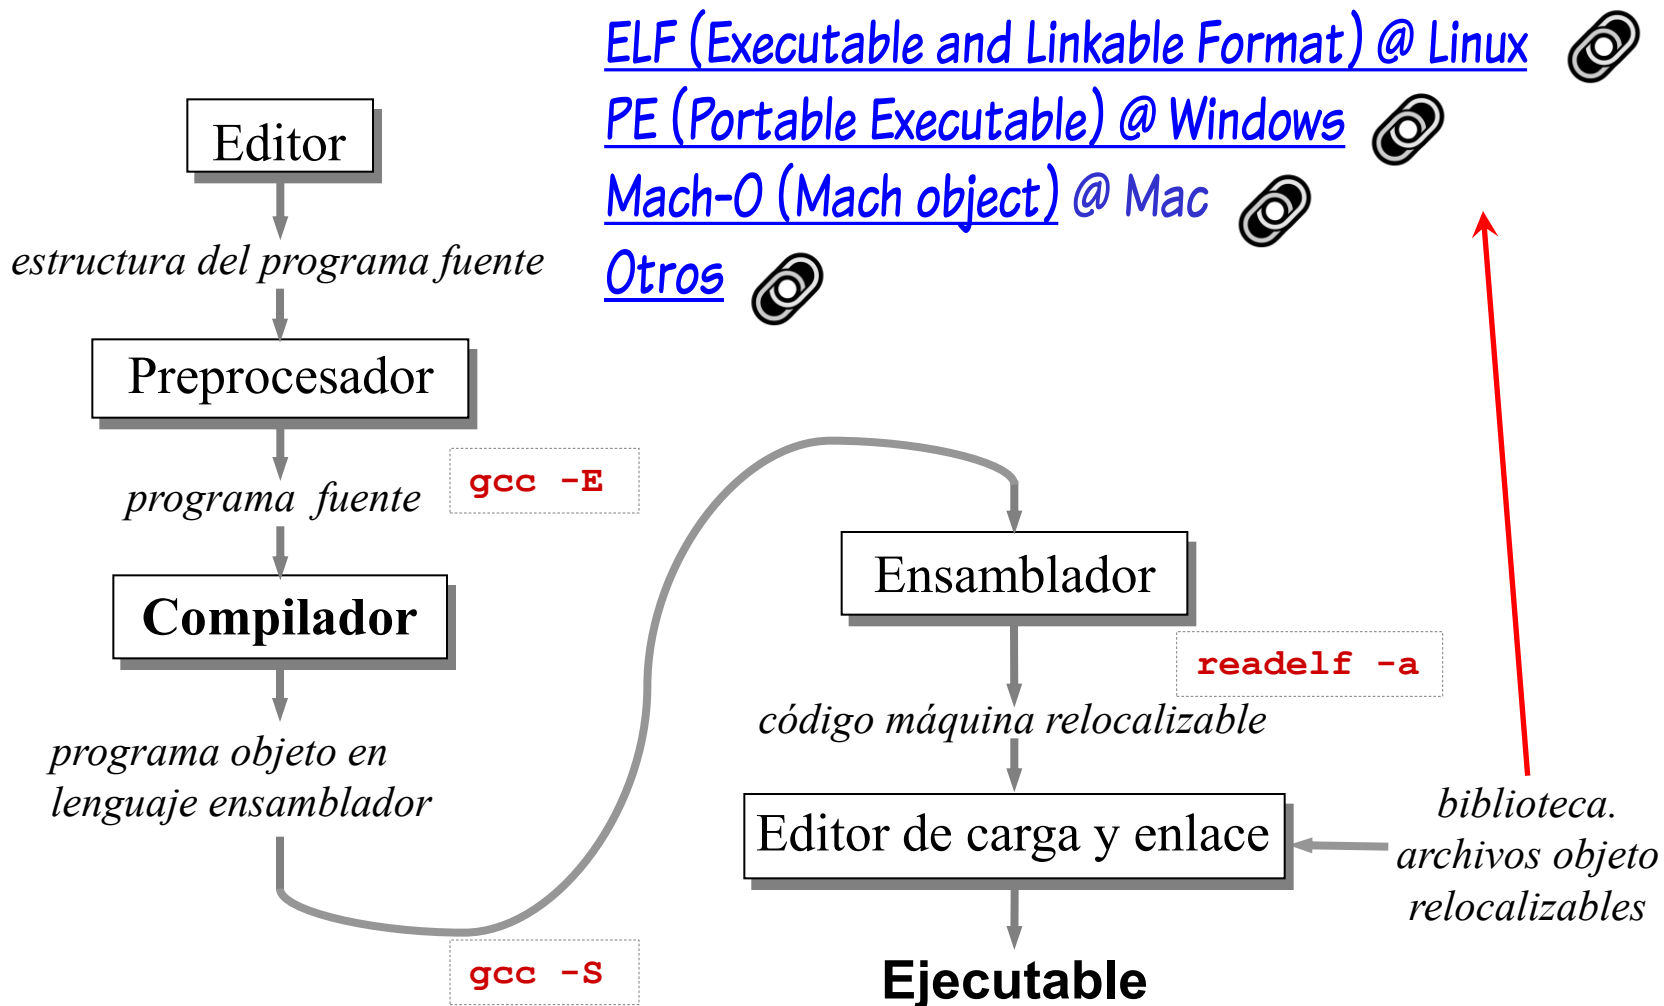 ELF (Executable and Linkable Format) @ Linux
PE (Portable Executable) @ Windows
Mach-O (Mach object) @ Mac
Otros
Editor
estructura del programa fuente
Preprocesador
gcc -E
programa fuente
Compilador
programa objeto en
lenguaje ensamblador
gcc -S
Ensamblador
readelf -a
código máquina relocalizable
Editor de carga y enlace
biblioteca.
archivos objeto
relocalizables
Ejecutable